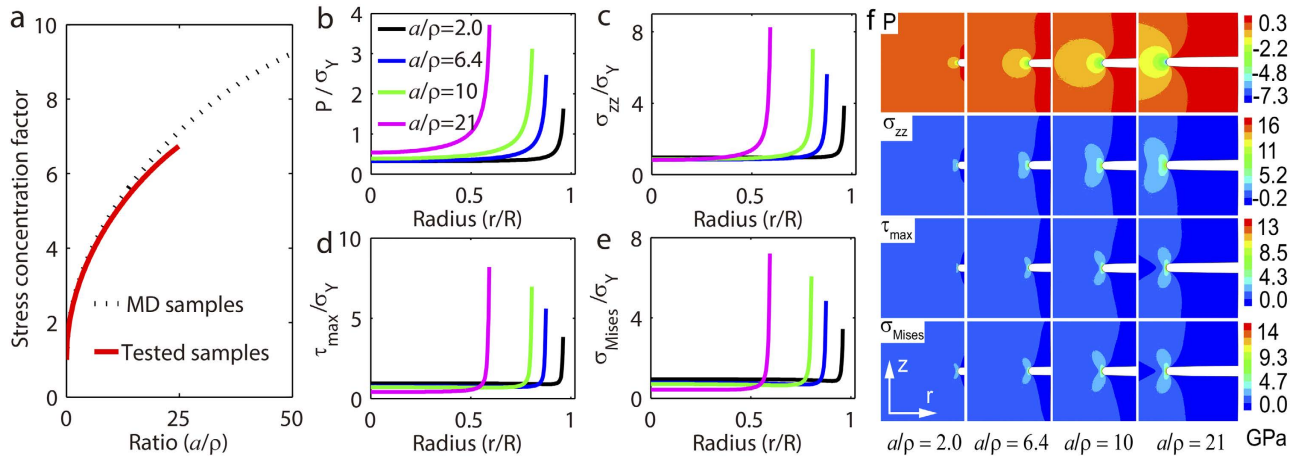 a
Stress concentration factor
10
8
6
4
2
0
0
25
50
Ratio (a/ρ)
MD samples
Tested samples
b
P / σY
4
3
2
1
0
0
0.5
1
Radius (r/R)
a/ρ=2.0
a/ρ=6.4
a/ρ=10
a/ρ=21
c
σzz/σY
8
4
0
0
0.5
1
Radius (r/R)
d
τmax/σY
10
5
0
0
0.5
1
Radius (r/R)
e
σMises/σY
8
4
0
0
0.5
1
Radius (r/R)
f
P
0.3
-2.2
-4.8
-7.3
σzz
16
11
5.2
-0.2
τmax
13
8.5
4.3
0.0
σMises
14
9.3
4.7
0.0
z
r
a/ρ = 2.0
a/ρ = 6.4
a/ρ = 10
a/ρ = 21
GPa